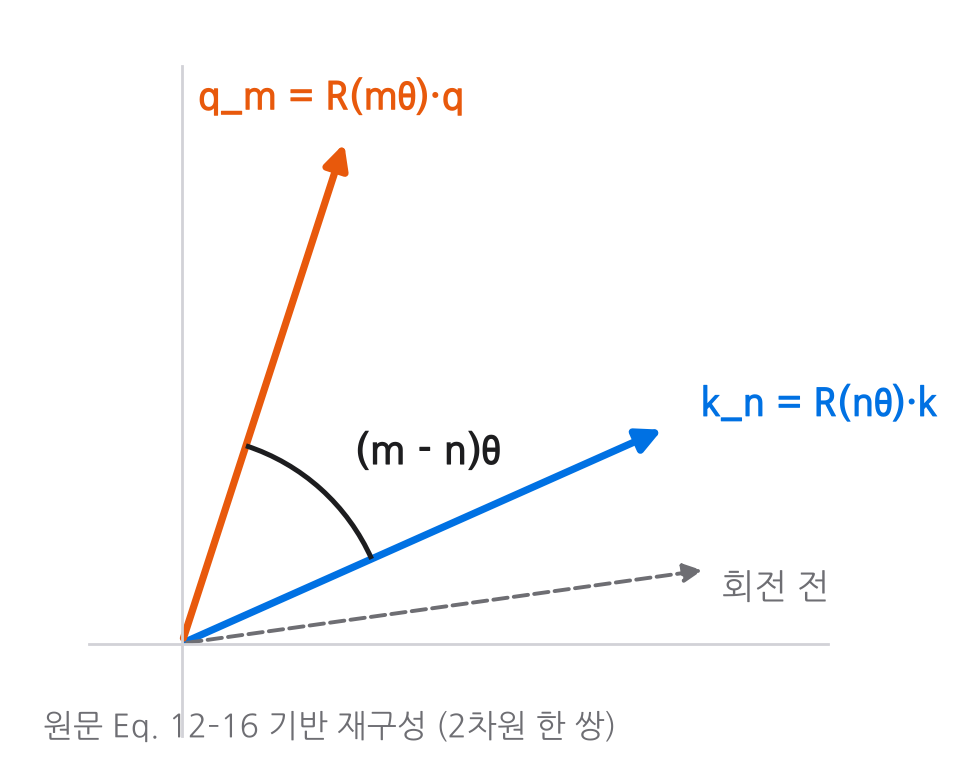 q_m = R(mθ)·q
k_n = R(nθ)·k
(m - n)θ
회전 전
원문 Eq. 12-16 기반 재구성 (2차원 한 쌍)